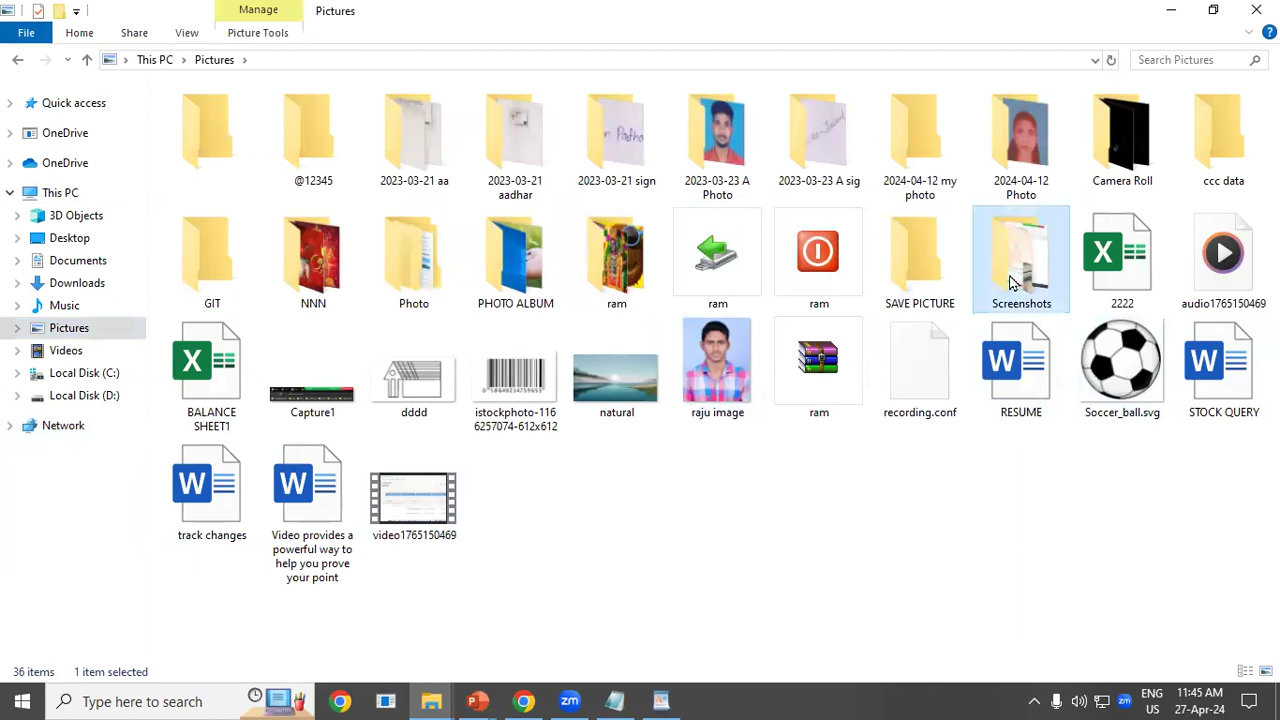 Manage
Pictures
File
Home
Share
View
Picture Tools
This PC
Pictures
Search Pictures
Quick access
OneDrive
OneDrive
This PC
3D Objects
Desktop
Documents
Downloads
Music
Pictures
Videos
Local Disk (C:)
Local Disk (D:)
Network
@12345
2023-03-21 aa
2023-03-21
aadhar
2023-03-21 sign
2023-03-23 A
Photo
2023-03-23 A sig
2024-04-12 my
photo
2024-04-12
Photo
Camera Roll
ccc data
GIT
NNN
Photo
PHOTO ALBUM
ram
ram
ram
SAVE PICTURE
Screenshots
2222
audio1765150469
BALANCE
SHEET1
Capture1
dddd
istockphoto-116
6257074-612x612
natural
raju image
ram
recording.conf
RESUME
Soccer_ball.svg
STOCK QUERY
track changes
Video provides a
powerful way to
help you prove
your point
video1765150469
36 items
1 item selected
Type here to search
ENG
US
11:45 AM
27-Apr-24